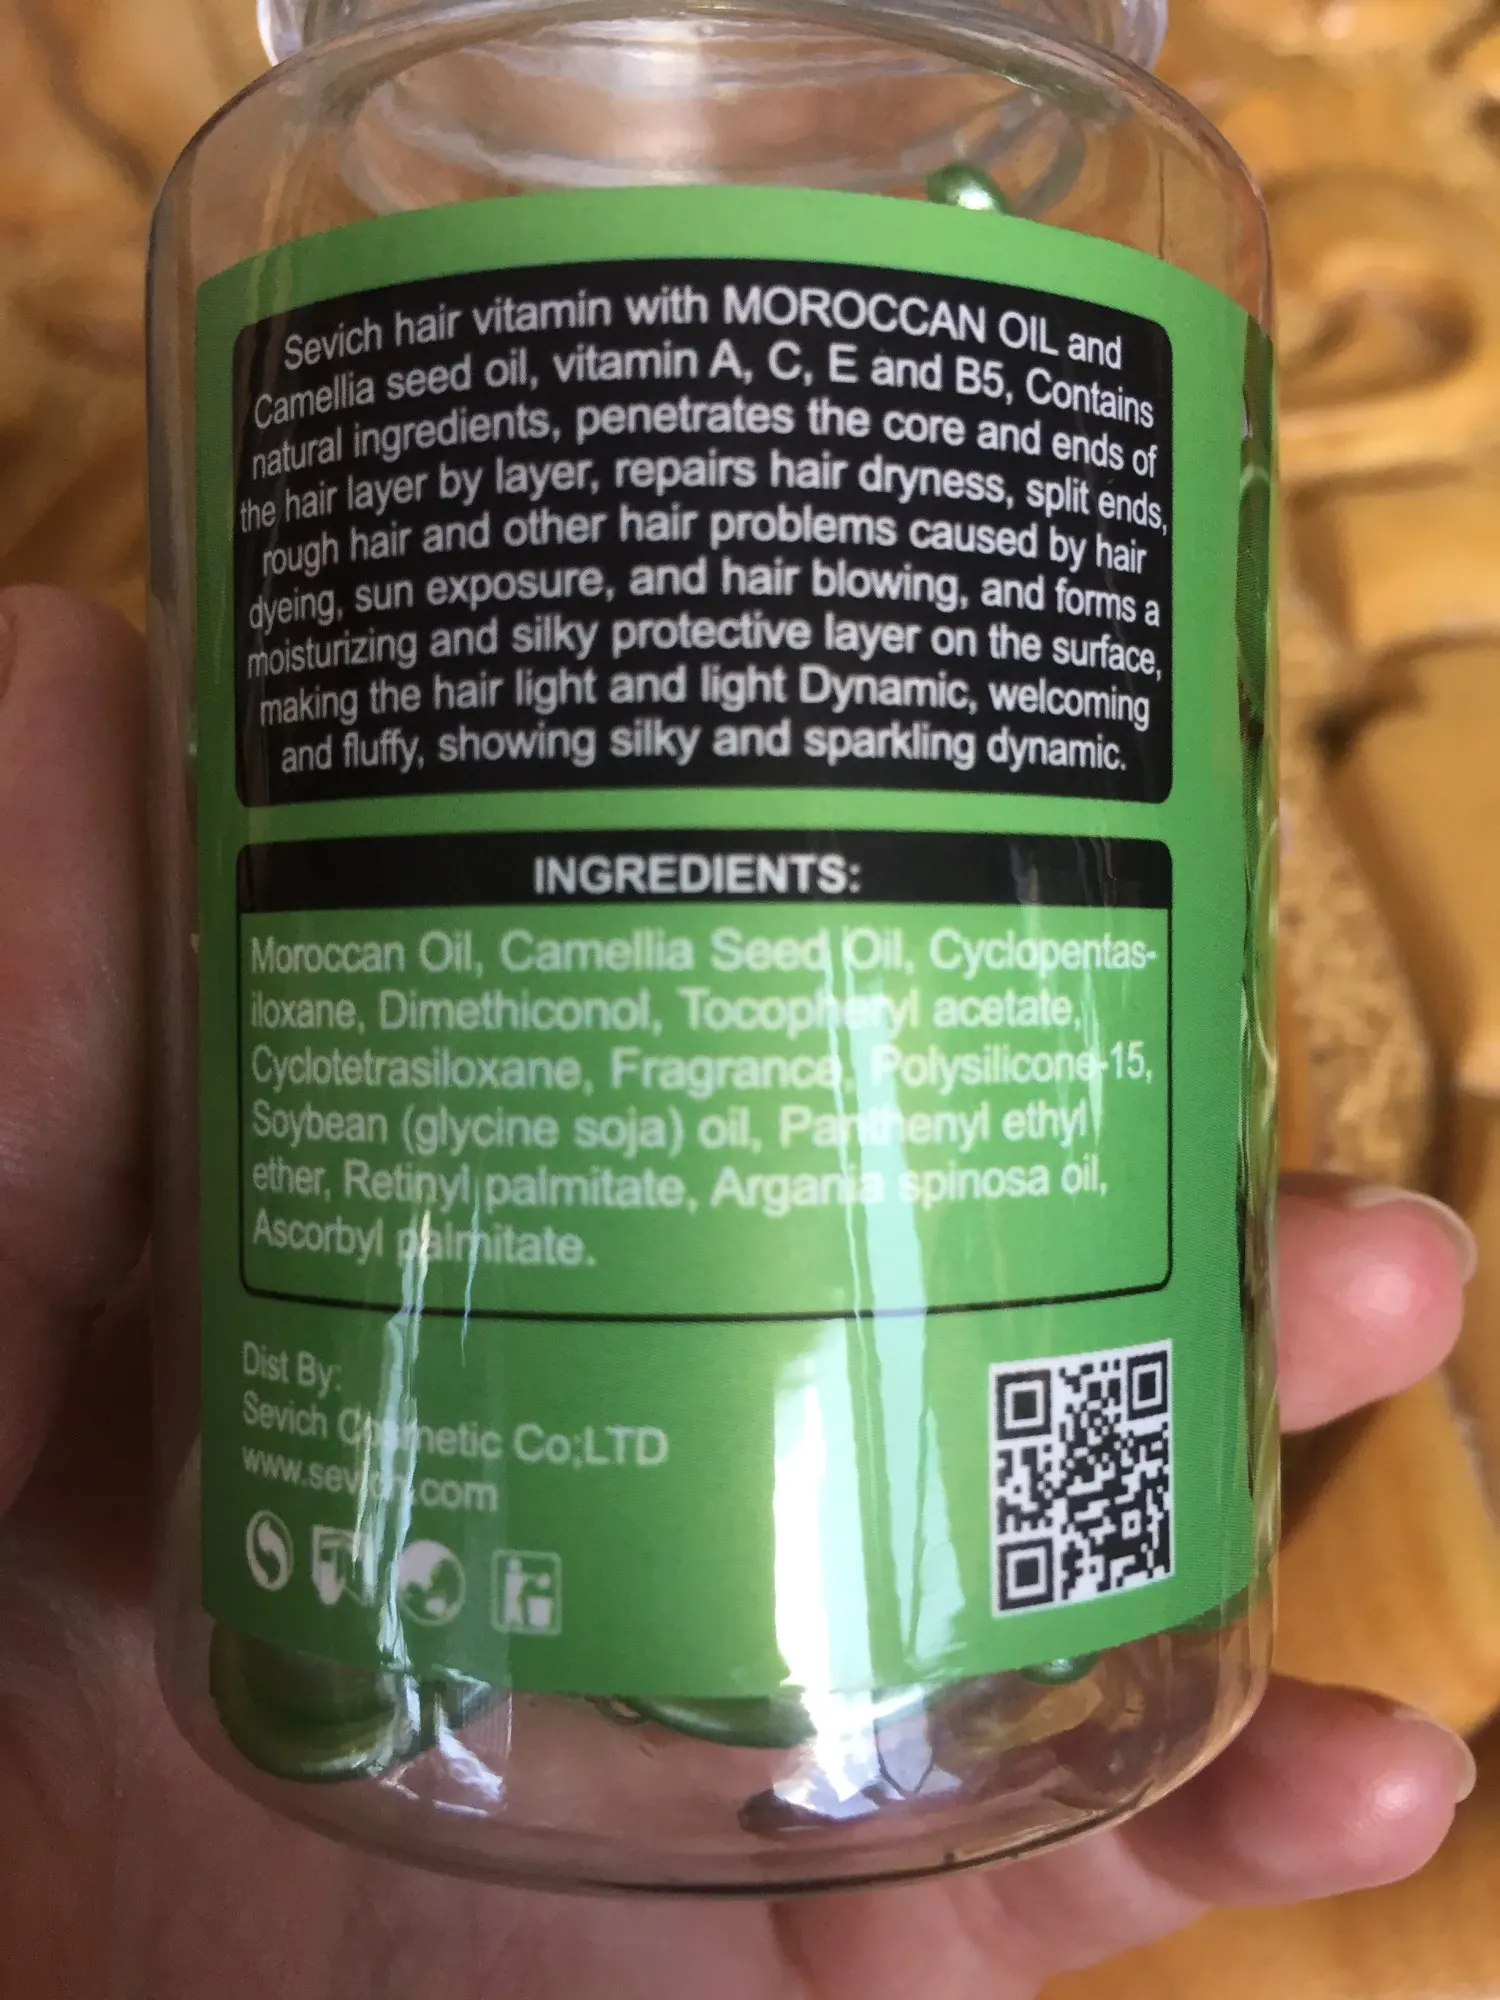 Sevich hair vitamin with MOROCCAN OIL and
Camellia seed oil, vitamin A, C, E and B5, Contains
natural ingredients, penetrates the core and ends of
the hair layer by layer, repairs hair dryness, split ends,
rough hair and other hair problems caused by hair
dyeing, sun exposure, and hair blowing, and forms a
moisturizing and silky protective layer on the surface,
making the hair light and light Dynamic, welcoming
and fluffy, showing silky and sparkling dynamic.
INGREDIENTS:
Moroccan Oil, Camellia Seed Oil, Cyclopentas-
iloxane, Dimethiconol, Tocopheryl acetate,
Cyclotetrasiloxane, Fragrance, Polysilicone-15,
Soybean (glycine soja) oil, Panthenyl ethyl
ether, Retinyl palmitate, Argania spinosa oil,
Ascorbyl palmitate.
Dist By:
Sevich Cosmetic Co;LTD
www.sevich.com